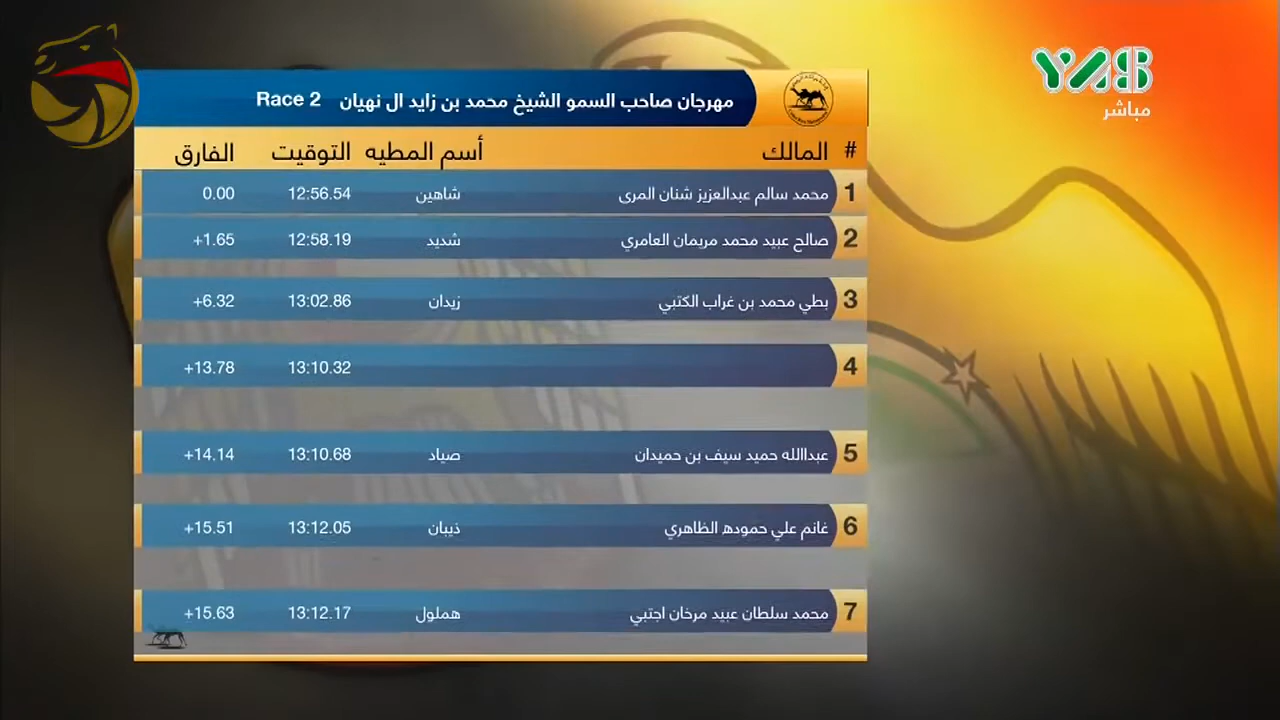 YAS
مباشر
مهرجان صاحب السمو الشيخ محمد بن زايد ال نهيان Race 2
# المالك أسم المطيه التوقيت الفارق
1 محمد سالم عبدالعزيز شنان المرى شاهين 12:56.54 0.00
2 صالح عبيد محمد مريمان العامري شديد 12:58.19 +1.65
3 بطي محمد بن غراب الكتبي زيدان 13:02.86 +6.32
4 13:10.32 +13.78
5 عبداالله حميد سيف بن حميدان صياد 13:10.68 +14.14
6 غانم علي حموده الظاهري ذيبان 13:12.05 +15.51
7 محمد سلطان عبيد مرخان اجتبي هملول 13:12.17 +15.63